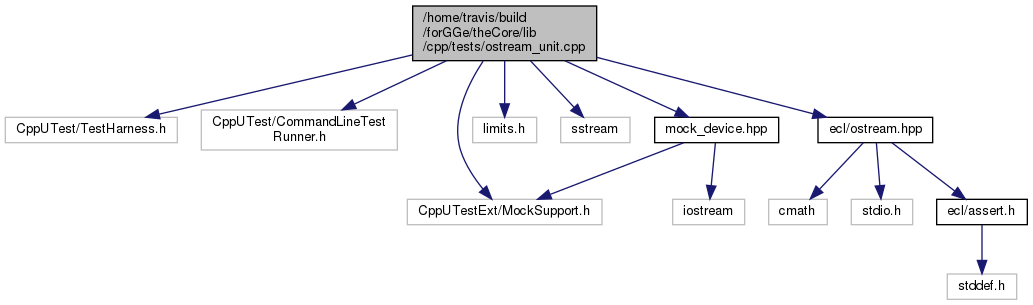 /home/travis/build
/forGGe/theCore/lib
/cpp/tests/ostream_unit.cpp
CppUTest/TestHarness.h
CppUTest/CommandLineTest
Runner.h
limits.h
sstream
mock_device.hpp
ecl/ostream.hpp
CppUTestExt/MockSupport.h
iostream
cmath
stdio.h
ecl/assert.h
stddef.h